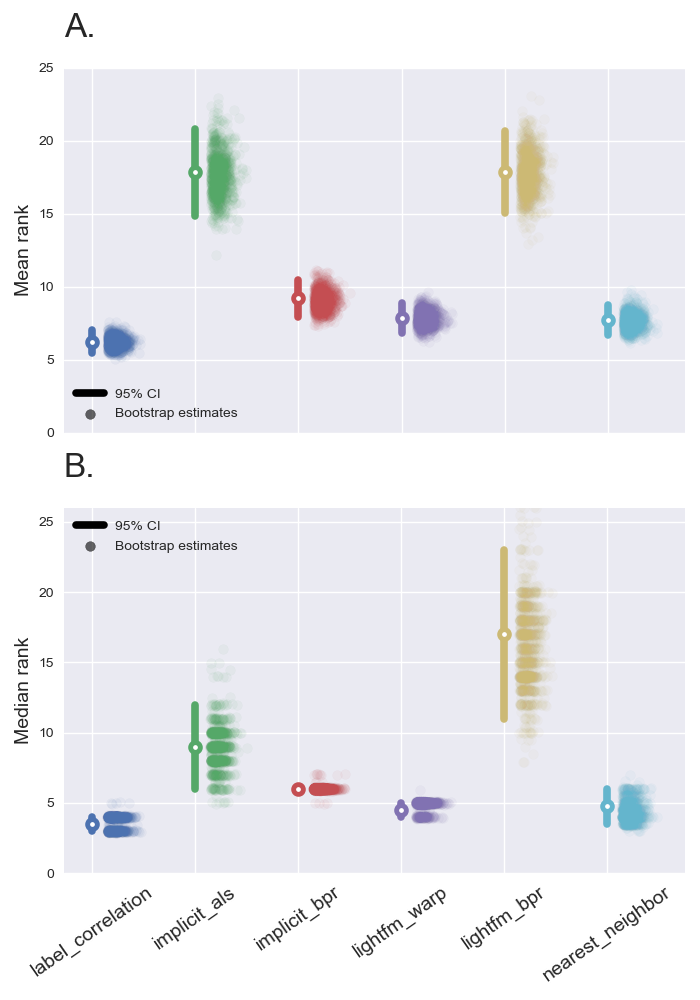 A.
25
20
15
10
5
0
Mean rank
95% CI
Bootstrap estimates
B.
25
20
15
10
5
0
Median rank
95% CI
Bootstrap estimates
label_correlation
implicit_als
implicit_bpr
lightfm_warp
lightfm_bpr
nearest_neighbor